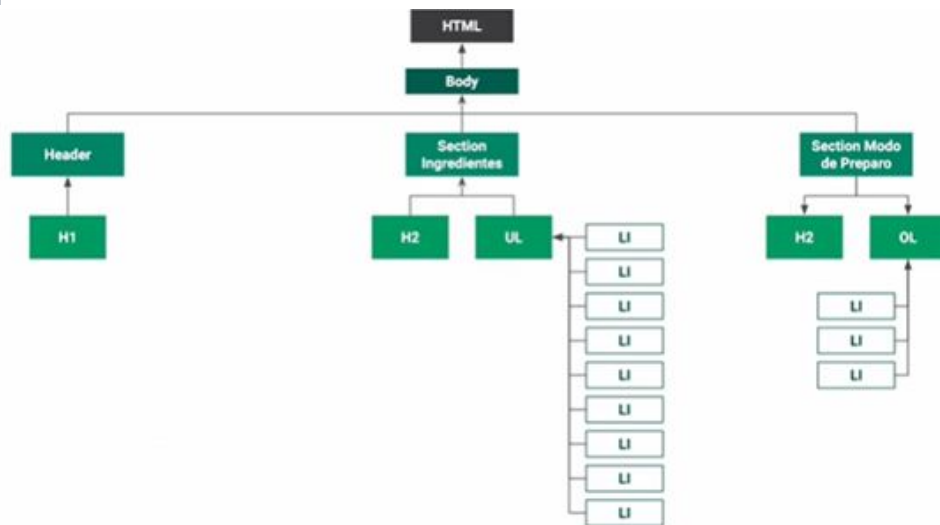 HTML
Body
Header
Section
Ingredientes
Section Modo
de Preparo
H1
H2
UL
LI
H2
OL
LI
LI
LI
LI
LI
LI
LI
LI
LI
LI
LI